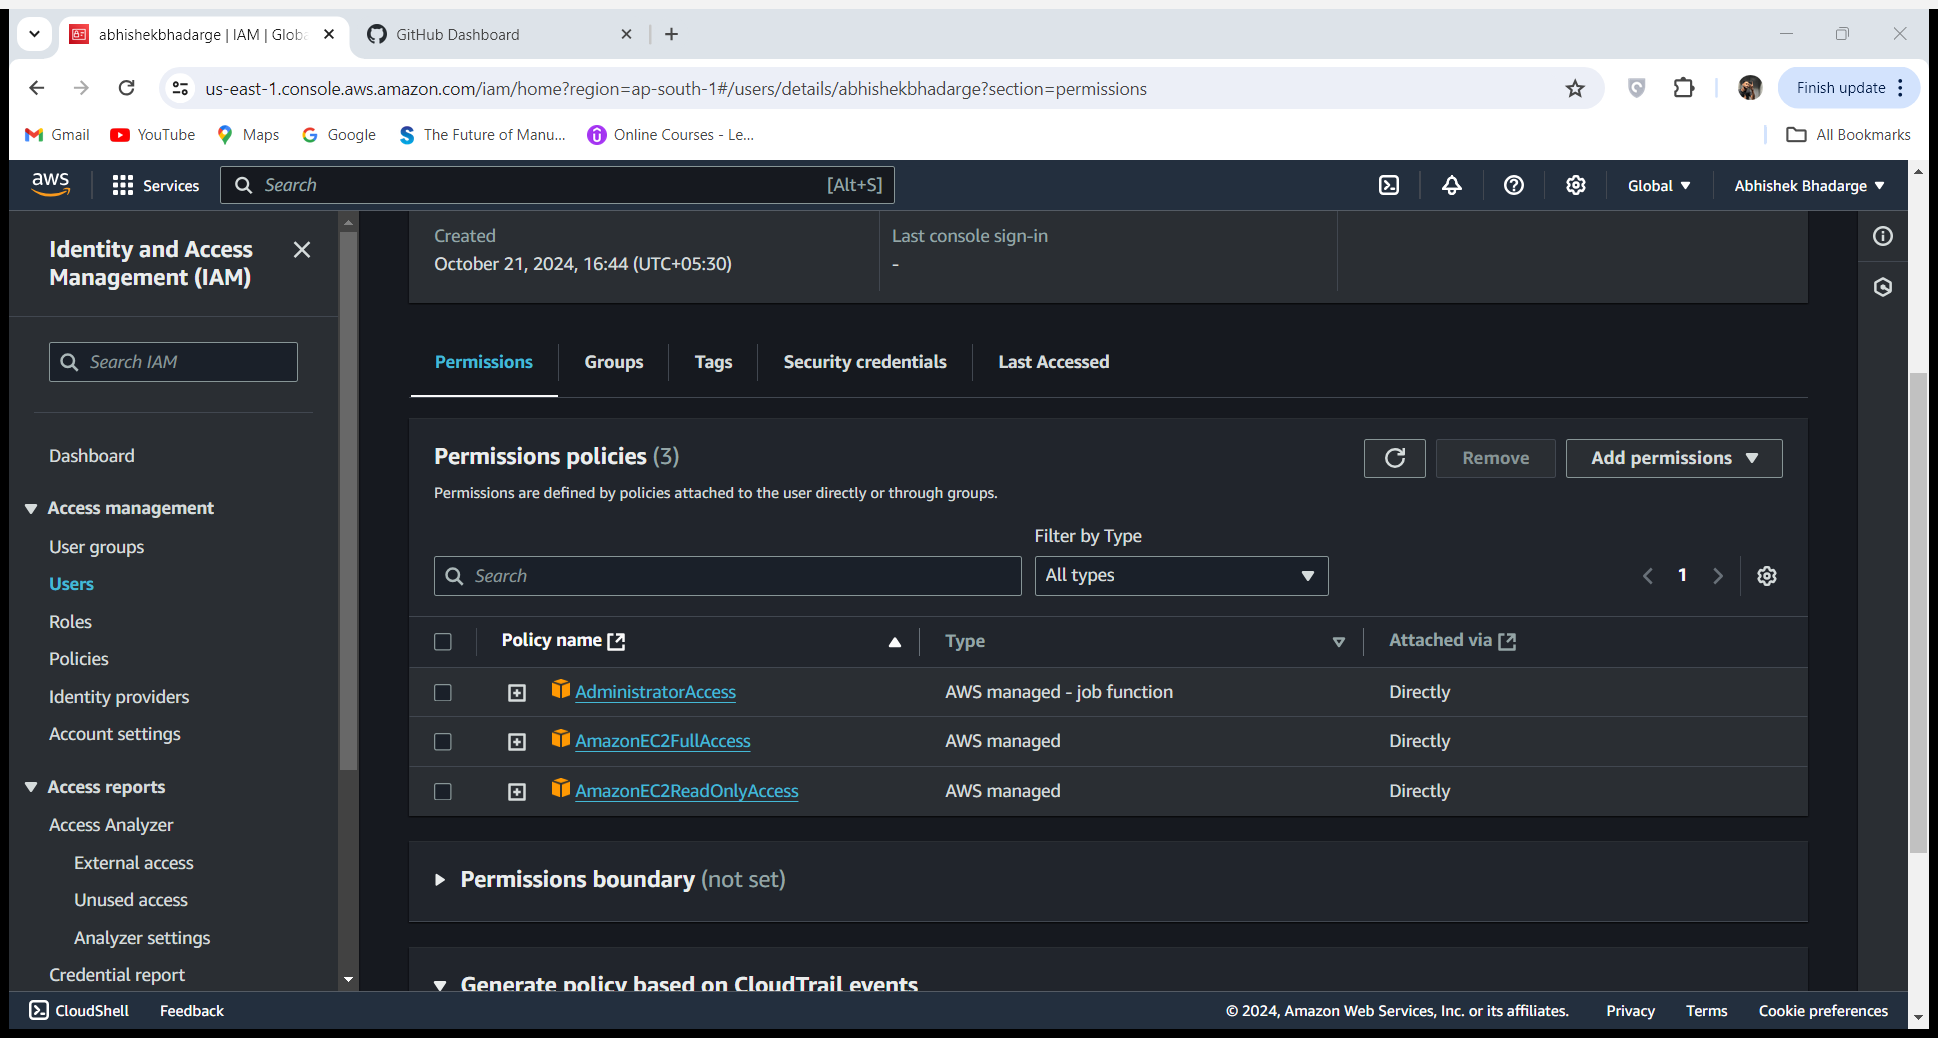 abhishekbhadarge | IAM | Globa
GitHub Dashboard
us-east-1.console.aws.amazon.com/iam/home?region=ap-south-1#/users/details/abhishekbhadarge?section=permissions
Finish update
Gmail
YouTube
Maps
Google
The Future of Manu...
Online Courses - Le...
All Bookmarks
aws
Services
Search
[Alt+S]
Global
Abhishek Bhadarge
Identity and Access
Management (IAM)
Search IAM
Dashboard
Access management
User groups
Users
Roles
Policies
Identity providers
Account settings
Access reports
Access Analyzer
External access
Unused access
Analyzer settings
Credential report
Created
October 21, 2024, 16:44 (UTC+05:30)
Last console sign-in
-
Permissions
Groups
Tags
Security credentials
Last Accessed
Permissions policies (3)
Remove
Add permissions
Permissions are defined by policies attached to the user directly or through groups.
Filter by Type
Search
All types
1
Policy name
Type
Attached via
AdministratorAccess
AWS managed - job function
Directly
AmazonEC2FullAccess
AWS managed
Directly
AmazonEC2ReadOnlyAccess
AWS managed
Directly
Permissions boundary (not set)
Generate policy based on CloudTrail events
CloudShell
Feedback
© 2024, Amazon Web Services, Inc. or its affiliates.
Privacy
Terms
Cookie preferences